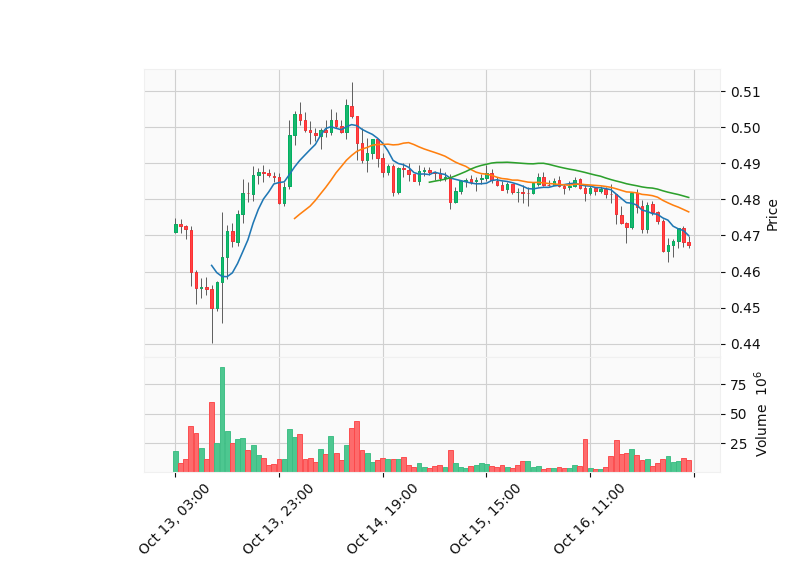 0.51
0.50
0.49
0.48
0.47
0.46
0.45
0.44
Price
75
50
25
Volume 10^6
Oct 13, 03:00
Oct 13, 23:00
Oct 14, 19:00
Oct 15, 15:00
Oct 16, 11:00